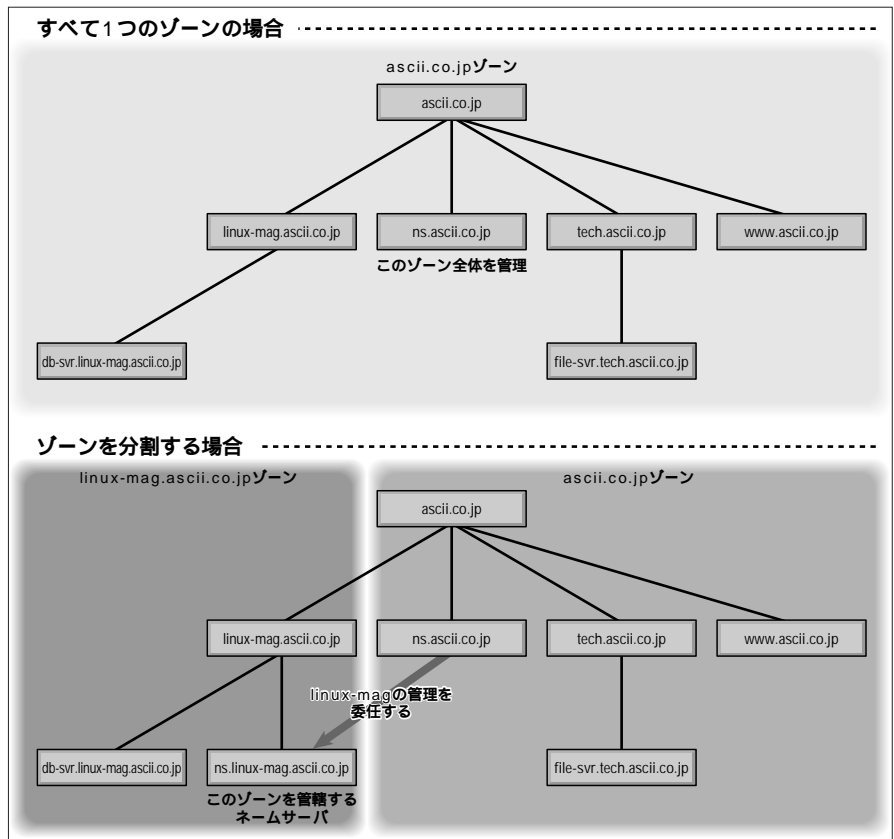 すべて1つのゾーンの場合
ascii.co.jpゾーン
ascii.co.jp
linux-mag.ascii.co.jp
ns.ascii.co.jp
tech.ascii.co.jp
www.ascii.co.jp
このゾーン全体を管理
db-svr.linux-mag.ascii.co.jp
file-svr.tech.ascii.co.jp
ゾーンを分割する場合
linux-mag.ascii.co.jpゾーン
ascii.co.jpゾーン
ascii.co.jp
linux-mag.ascii.co.jp
ns.ascii.co.jp
tech.ascii.co.jp
www.ascii.co.jp
linux-magの管理を
委任する
db-svr.linux-mag.ascii.co.jp
ns.linux-mag.ascii.co.jp
file-svr.tech.ascii.co.jp
このゾーンを管轄する
ネームサーバ